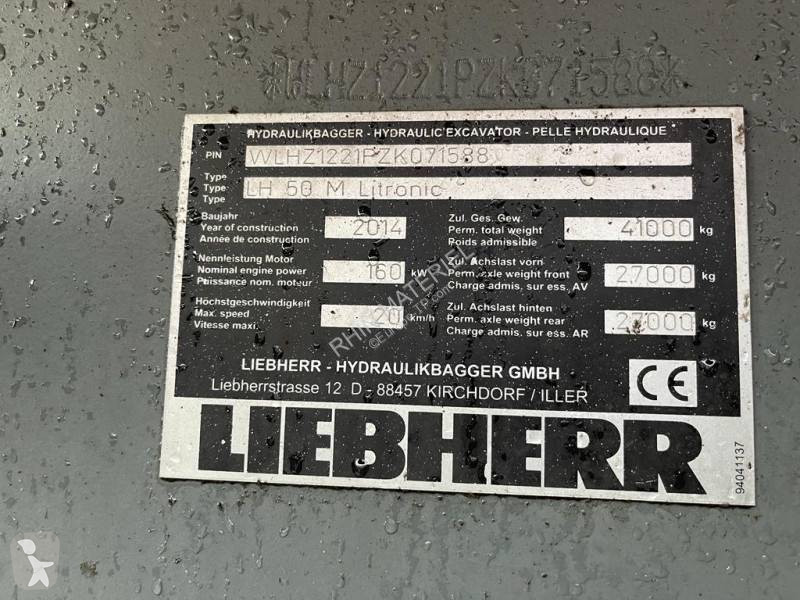 *WLHZ1221PZK071588*
HYDRAULIKBAGGER - HYDRAULIC EXCAVATOR - PELLE HYDRAULIQUE
PIN WLHZ1221PZK071588
Type
Type LH 50 M Litronic
Type
Baujahr
Year of construction 2014
Année de construction
Zul. Ges. Gew.
Perm. total weight 41000 kg
Poids admissible
Nennleistung Motor
Nominal engine power 160 kW
Puissance nom. moteur
Zul. Achslast vorn
Perm. axle weight front 27000 kg
Charge admis. sur ess. AV
Höchstgeschwindigkeit
Max. speed 20 km/h
Vitesse maxi.
Zul. Achslast hinten
Perm. axle weight rear 27000 kg
Charge admis. sur ess. AR
LIEBHERR - HYDRAULIKBAGGER GMBH
Liebherrstrasse 12 D - 88457 KIRCHDORF / ILLER
CE
LIEBHERR
94041137